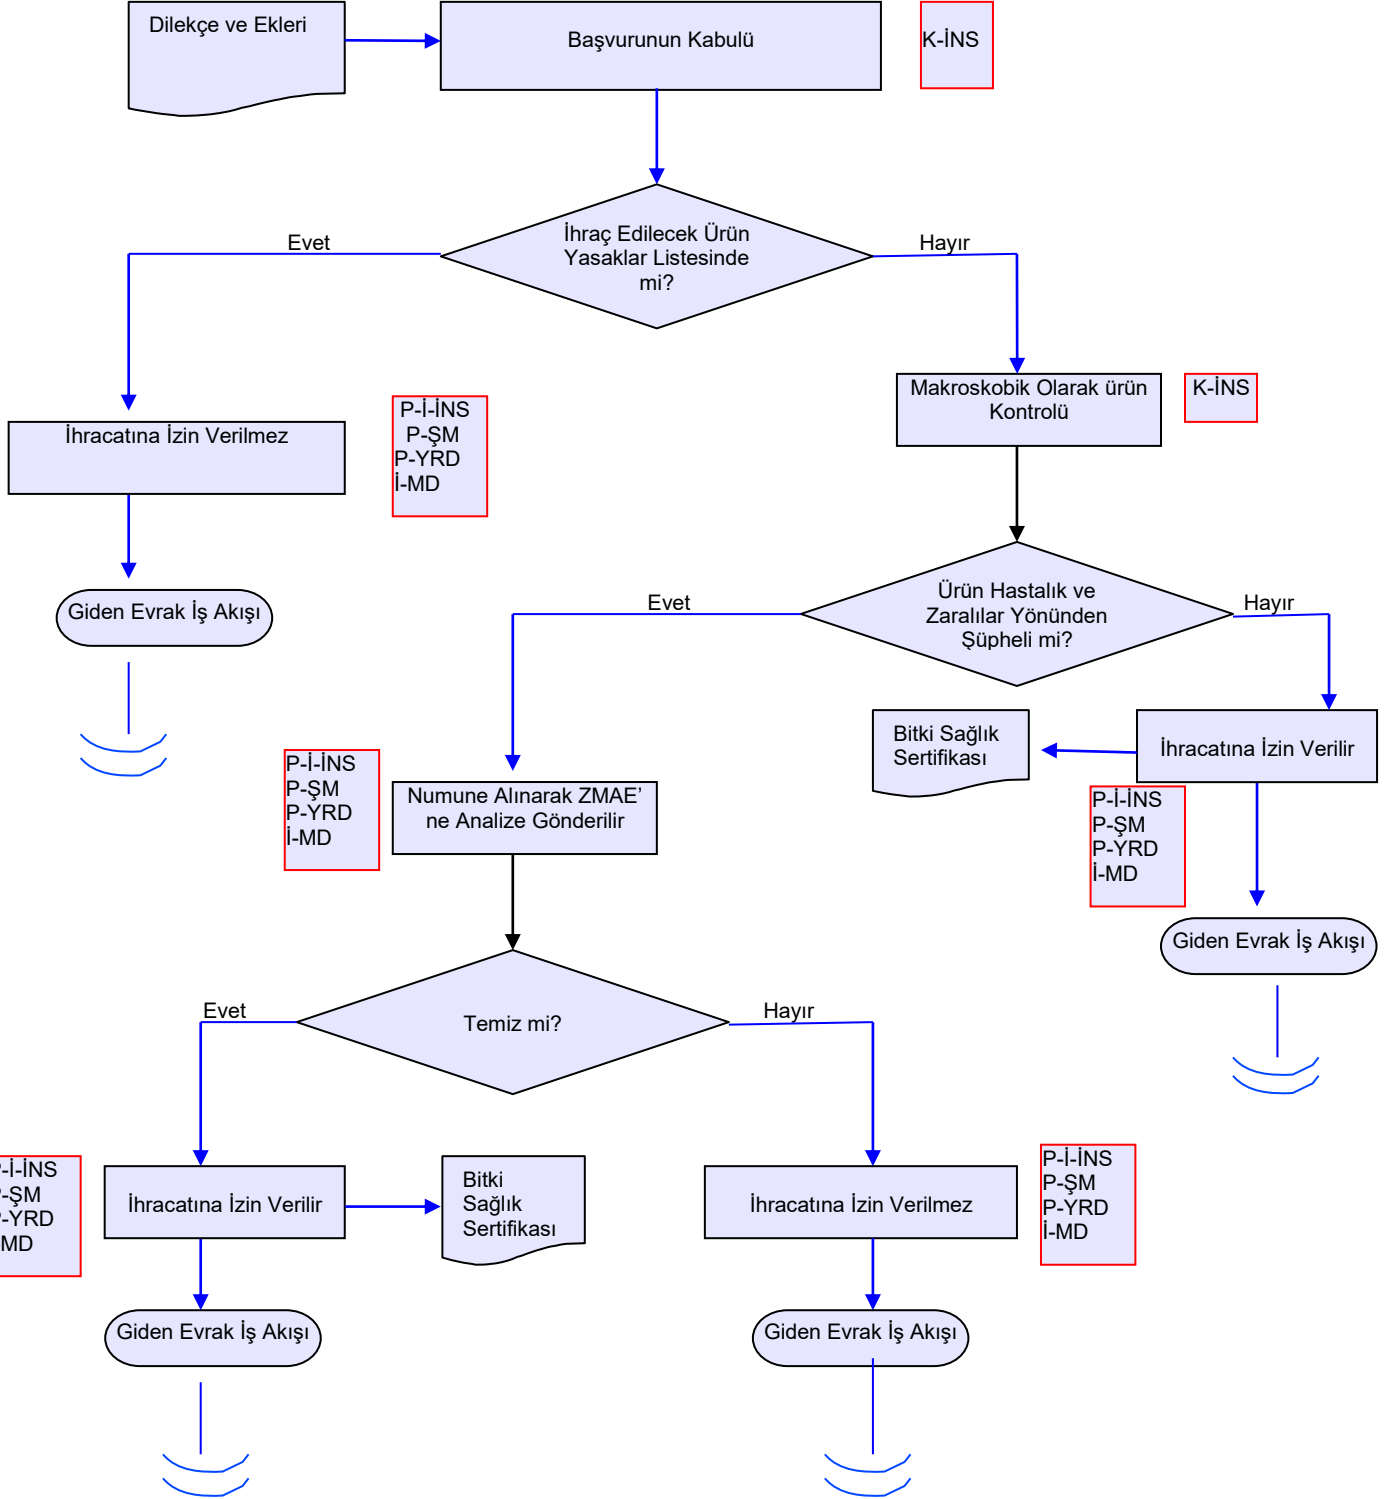 Dilekçe ve Ekleri
Başvurunun Kabulü
K-İNS
İhraç Edilecek Ürün
Yasaklar Listesinde
mi?
Evet
Hayır
Makroskobik Olarak ürün
Kontrolü
K-İNS
İhracatına İzin Verilmez
P-İ-İNS
P-ŞM
P-YRD
İ-MD
Giden Evrak İş Akışı
Ürün Hastalık ve
Zaralılar Yönünden
Şüpheli mi?
Evet
Hayır
Bitki Sağlık
Sertifikası
İhracatına İzin Verilir
P-İ-İNS
P-ŞM
P-YRD
İ-MD
Giden Evrak İş Akışı
P-İ-İNS
P-ŞM
P-YRD
İ-MD
Numune Alınarak ZMAE’
ne Analize Gönderilir
Temiz mi?
Evet
Hayır
-İ-İNS
-ŞM
-YRD
MD
İhracatına İzin Verilir
Bitki
Sağlık
Sertifikası
İhracatına İzin Verilmez
P-İ-İNS
P-ŞM
P-YRD
İ-MD
Giden Evrak İş Akışı
Giden Evrak İş Akışı